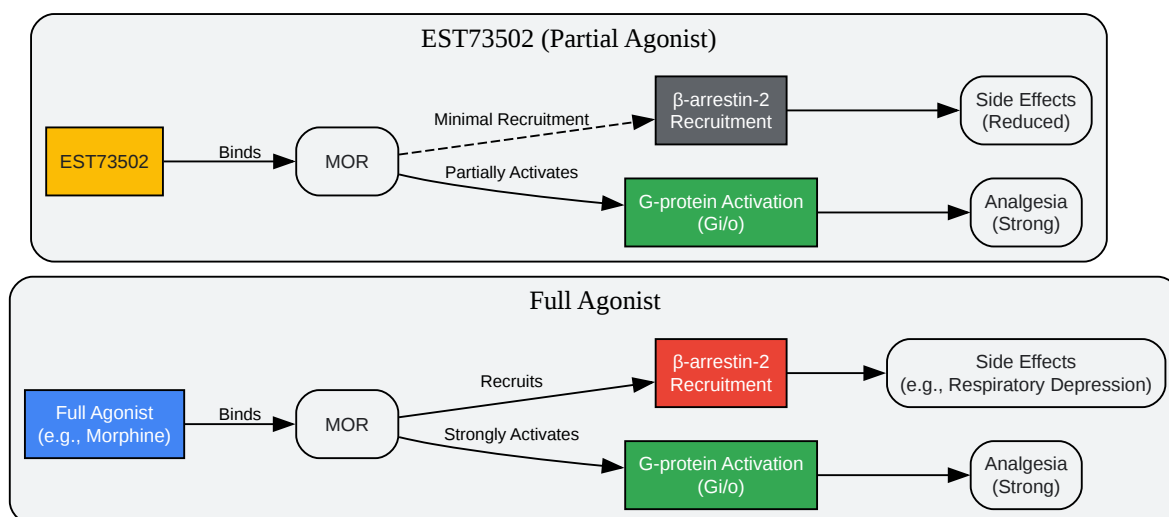 EST73502 (Partial Agonist)
EST73502
Binds
MOR
Minimal Recruitment
Partially Activates
β-arrestin-2
Recruitment
G-protein Activation
(Gi/o)
Side Effects
(Reduced)
Analgesia
(Strong)
Full Agonist
Full Agonist
(e.g., Morphine)
Binds
MOR
Recruits
Strongly Activates
β-arrestin-2
Recruitment
G-protein Activation
(Gi/o)
Side Effects
(e.g., Respiratory Depression)
Analgesia
(Strong)